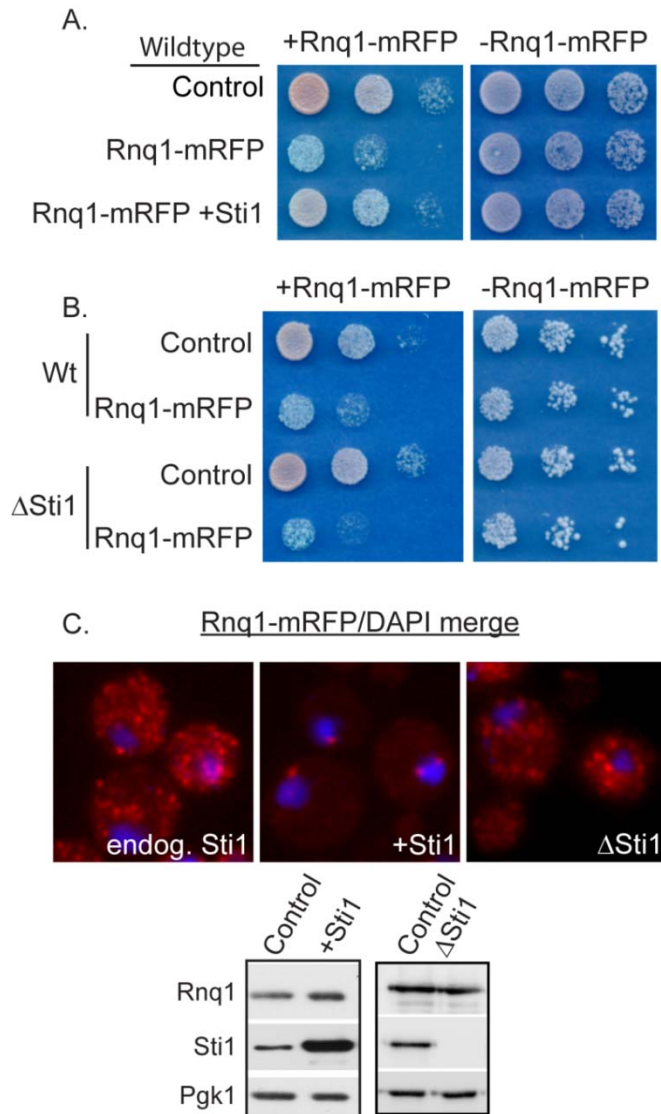 A.
Wildtype
+Rnq1-mRFP -Rnq1-mRFP
Control
Rnq1-mRFP
Rnq1-mRFP +Sti1
B.
+Rnq1-mRFP -Rnq1-mRFP
Wt
Control
Rnq1-mRFP
ΔSti1
Control
Rnq1-mRFP
C.
Rnq1-mRFP/DAPI merge
endog. Sti1 +Sti1 ΔSti1
Control +Sti1 Control ΔSti1
Rnq1
Sti1
Pgk1